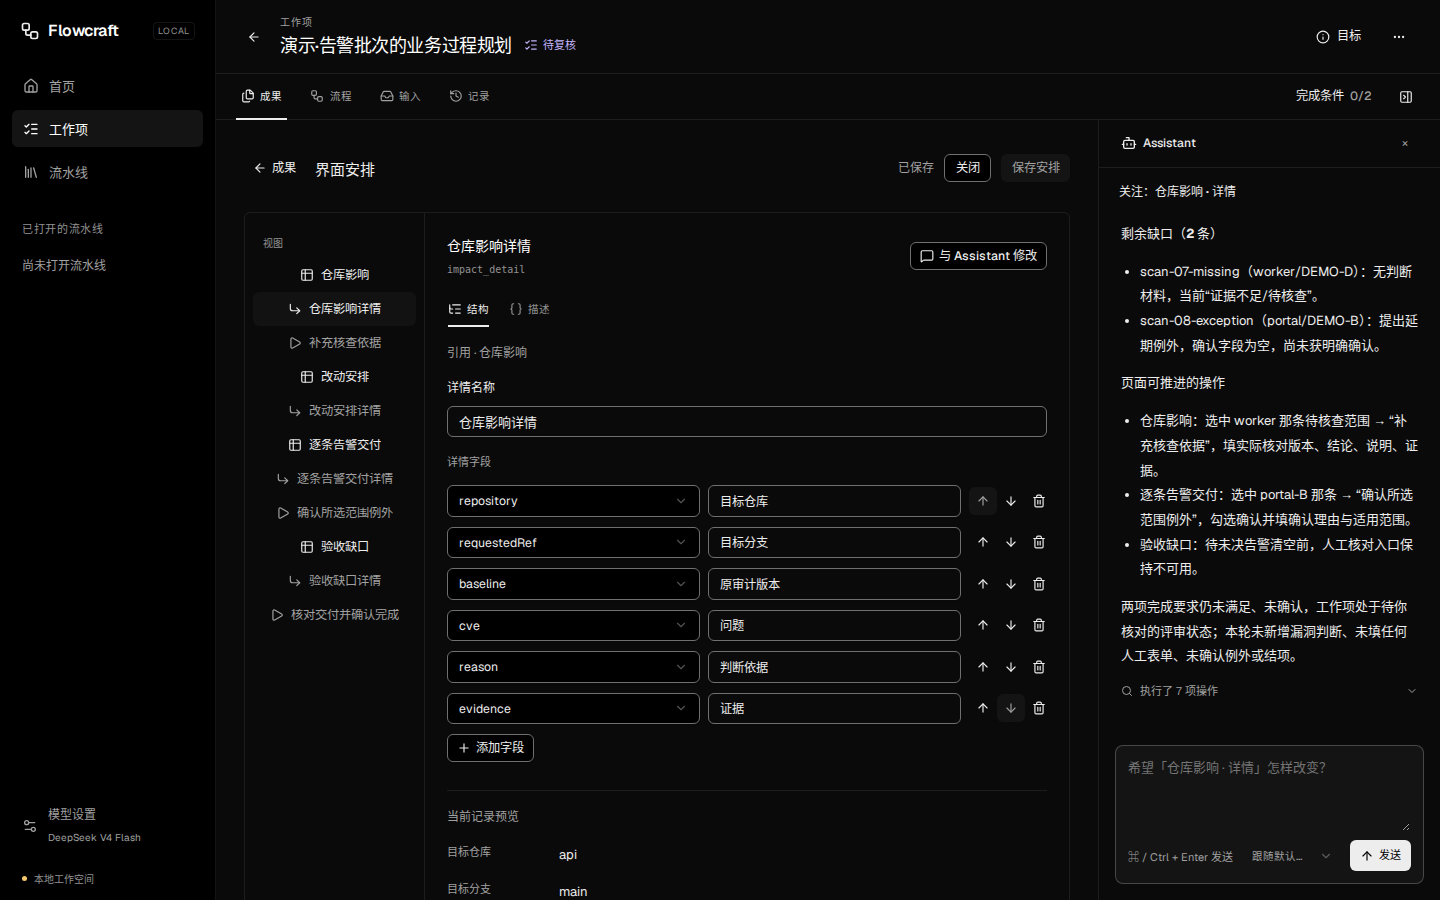 Flowcraft
LOCAL
首页
工作项
流水线
已打开的流水线
尚未打开流水线
模型设置
DeepSeek V4 Flash
本地工作空间
工作项
演示·告警批次的业务过程规划
待复核
目标
成果
流程
输入
记录
完成条件 0/2
成果
界面安排
已保存
关闭
保存安排
视图
仓库影响
仓库影响详情
补充核查依据
改动安排
改动安排详情
逐条告警交付
逐条告警交付详情
确认所选范围例外
验收缺口
验收缺口详情
核对交付并确认完成
仓库影响详情
impact_detail
与 Assistant 修改
结构
描述
引用 · 仓库影响
详情名称
仓库影响详情
详情字段
repository
目标仓库
requestedRef
目标分支
baseline
原审计版本
cve
问题
reason
判断依据
evidence
证据
添加字段
当前记录预览
目标仓库
api
目标分支
main
Assistant
×
关注：仓库影响 · 详情
剩余缺口（2 条）
• scan-07-missing（worker/DEMO-D）：无判断
材料，当前“证据不足/待核查”。
• scan-08-exception（portal/DEMO-B）：提出延
期例外，确认字段为空，尚未获明确确认。
页面可推进的操作
• 仓库影响：选中 worker 那条待核查范围 → “补
充核查依据”，填实际核对版本、结论、说明、证
据。
• 逐条告警交付：选中 portal-B 那条 → “确认所选
范围例外”，勾选确认并填确认理由与适用范围。
• 验收缺口：待未决告警清空前，人工核对入口保
持不可用。
两项完成要求仍未满足、未确认，工作项处于待你
核对的评审状态；本轮未新增漏洞判断、未填任何
人工表单、未确认例外或结项。
执行了 7 项操作
希望「仓库影响 · 详情」怎样改变？
⌘ / Ctrl + Enter 发送
跟随默认...
发送